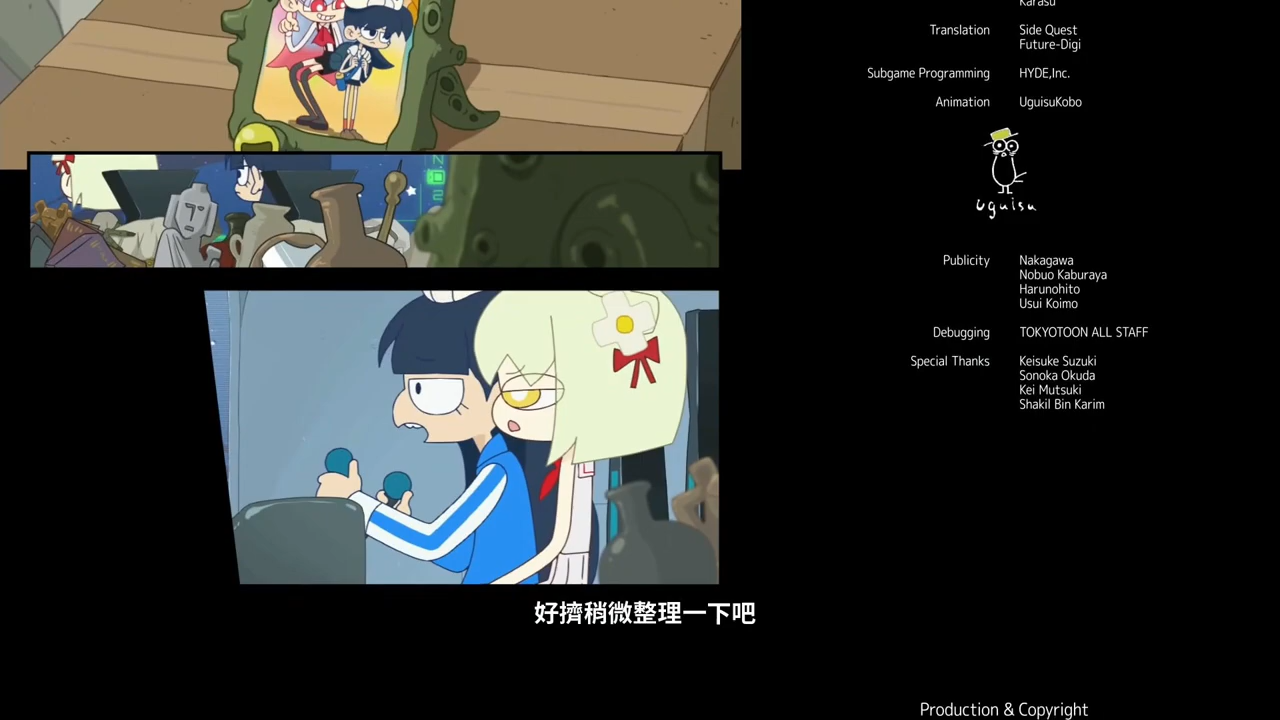 Karasu
Translation Side Quest
Future-Digi
Subgame Programming HYDE,Inc.
Animation UguisuKobo
uguisu
Publicity Nakagawa
Nobuo Kaburaya
Harunohito
Usui Koimo
Debugging TOKYOTOON ALL STAFF
Special Thanks Keisuke Suzuki
Sonoka Okuda
Kei Mutsuki
Shakil Bin Karim
好擠稍微整理一下吧
Production & Copyright